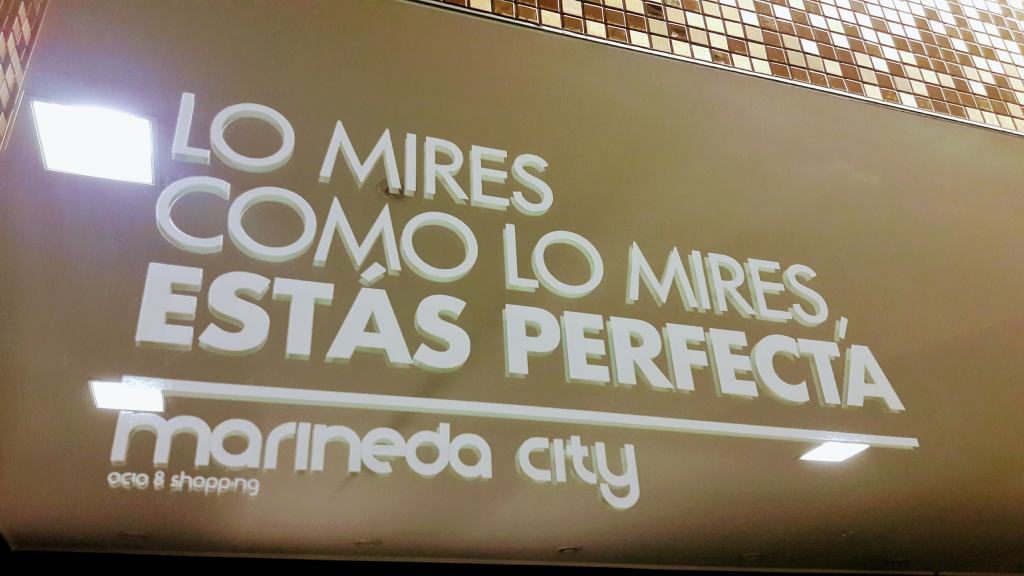 LO MIRES
COMO LO MIRES,
ESTÁS PERFECTA
marineda city
ocio & shopping